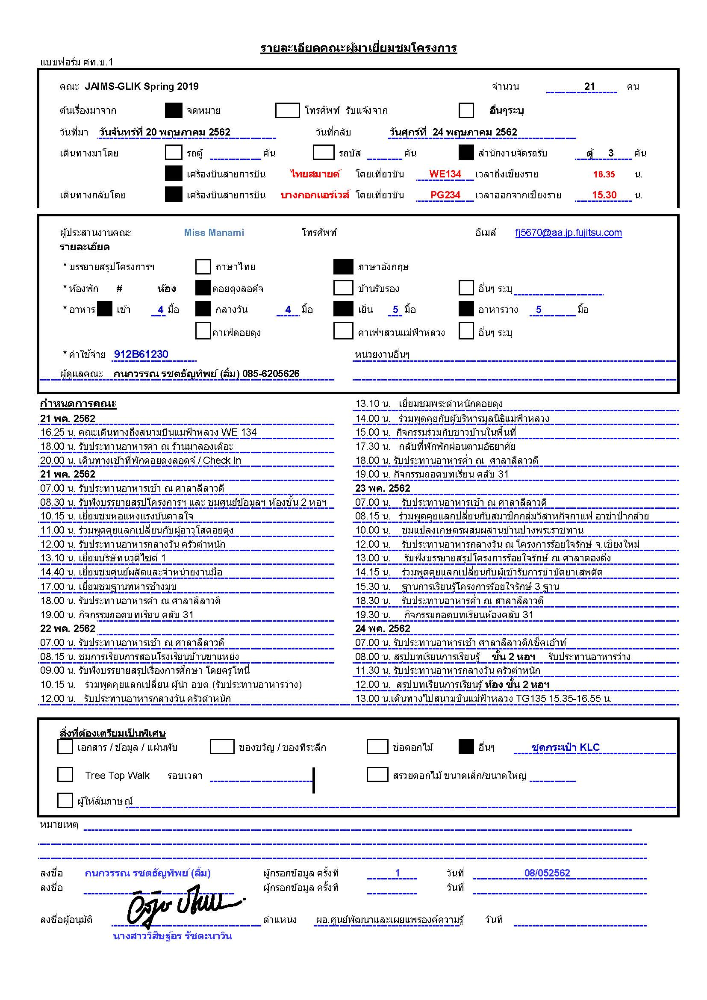 รายละเอียดคณะผู้มาเยี่ยมชมโครงการ
แบบฟอร์ม ศท.บ.1
คณะ JAIMS-GLIK Spring 2019 จำนวน 21 คน
ต้นเรื่องมาจาก จดหมาย โทรศัพท์ รับแจ้งจาก อื่นๆระบุ
วันที่มา วันจันทร์ที่ 20 พฤษภาคม 2562 วันที่กลับ วันศุกร์ที่ 24 พฤษภาคม 2562
เดินทางมาโดย รถตู้ คัน รถบัส คัน สำนักงานจัดรถรับ ตู้ 3 คัน
เครื่องบินสายการบิน ไทยสมายด์ โดยเที่ยวบิน WE134 เวลาถึงเชียงราย 16.35 น.
เดินทางกลับโดย เครื่องบินสายการบิน บางกอกแอร์เวส์ โดยเที่ยวบิน PG234 เวลาออกจากเชียงราย 15.30 น.
ผู้ประสานงานคณะ Miss Manami โทรศัพท์ อีเมล์ fj5670@aa.jp.fujitsu.com
รายละเอียด
* บรรยายสรุปโครงการฯ ภาษาไทย ภาษาอังกฤษ
* ห้องพัก # ห้อง ดอยตุงลอด์จ บ้านรับรอง อื่นๆ ระบุ
* อาหาร เช้า 4 มื้อ กลางวัน 4 มื้อ เย็น 5 มื้อ อาหารว่าง 5 มื้อ
คาเฟ่ดอยตุง คาเฟ่ฯสวนแม่ฟ้าหลวง อื่นๆ ระบุ
* ค่าใช้จ่าย 912B61230 หน่วยงานอื่นๆ
ผู้ดูแลคณะ กนกวรรณ รชตธัญทิพย์ (ลิ้ม) 085-6205626
กำหนดการคณะ
21 พค. 2562
16.25 น. คณะเดินทางถึงสนามบินแม่ฟ้าหลวง WE 134
18.00 น. รับประทานอาหารค่ำ ณ ร้านมาลองเต๊อะ
20.00 น. เดินทางเข้าที่พักดอยตุงลอดจ์ / Check In
21 พค. 2562
07.00 น. รับประทานอาหารเช้า ณ ศาลาลีลาวดี
08.30 น. รับฟังบรรยายสรุปโครงการฯ และ ชมศูนย์ข้อมูลฯ ห้องชั้น 2 หอฯ
10.15 น. เยี่ยมชมหอแห่งแรงบันดาลใจ
11.00 น. ร่วมพูดคุยแลกเปลี่ยนกับผู้อาวุโสดอยตุง
12.00 น. รับประทานอาหารกลางวัน ครัวตำหนัก
13.10 น. เยี่ยมบริษัทนวุติไซต์ 1
14.40 น. เยี่ยมชมศูนย์ผลิตและจำหน่ายงานมือ
17.00 น. เยี่ยมชมฐานทหารช้างมูบ
18.00 น. รับประทานอาหารค่ำ ณ ศาลาลีลาวดี
19.00 น. กิจกรรมถอดบทเรียน คลับ 31
22 พค. 2562
07.00 น. รับประทานอาหารเช้า ณ ศาลาลีลาวดี
08.15 น. ชมการเรียนการสอนโรงเรียนบ้านขาแหย่ง
09.00 น. รับฟังบรรยายสรุปเรื่องการศึกษา โดยครูโทนี่
10.15 น. ร่วมพูดคุยแลกเปลี่ยน ผู้นำ อบต.(รับประทานอาหารว่าง)
12.00 น. รับประทานอาหารกลางวัน ครัวตำหนัก
13.10 น. เยี่ยมชมพระตำหนักดอยตุง
14.00 น. ร่วมพูดคุยกับผู้บริหารมูลนิธิแม่ฟ้าหลวง
15.00 น. กิจกรรมร่วมกับชาวบ้านในพื้นที่
17.30 น. กลับที่พักพักผ่อนตามอัธยาศัย
18.00 น. รับประทานอาหารค่ำ ณ ศาลาลีลาวดี
19.00 น. กิจกรรมถอดบทเรียน คลับ 31
23 พค. 2562
07.00 น. รับประทานอาหารเช้า ณ ศาลาลีลาวดี
08.15 น. ร่วมพูดคุยแลกเปลี่ยนกับสมาชิกกลุ่มวิสาหกิจกาแฟ อาข่าป่ากล้วย
10.00 น. ชมแปลงเกษตรผสมผสานบ้านปางพระราชทาน
12.00 น. รับประทานอาหารกลางวัน ณ โครงการร้อยใจรักษ์ จ.เชียงใหม่
13.00 น. รับฟังบรรยายสรุปโครงการร้อยใจรักษ์ ณ ศาลาตองตึง
14.15 น. ร่วมพูดคุยแลกเปลี่ยนกับผู้เข้ารับการบำบัดยาเสพติด
15.30 น. ฐานการเรียนรู้โครงการร้อยใจรักษ์ 3 ฐาน
18.30 น. รับประทานอาหารค่ำ ณ สาลาลีลาวดี
19.30 น. กิจกรรมถอดบทเรียนห้องคลับ 31
24 พค. 2562
07.00 น. รับประทานอาหารเช้า ศาลาลีลาวดี/เช็คเอ้าท์
08.00 น. สรุปบทเรียนการเรียนรู้ ชั้น 2 หอฯ รับประทานอาหารว่าง
11.30 น. รับประทานอาหารกลางวัน ครัวตำหนัก
12.00 น. สรุปบทเรียนการเรียนรู้ ห้อง ชั้น 2 หอฯ
13.00 น.เดินทางไปสนามบินแม่ฟ้าหลวง TG135 15.35-16.55 น.
สิ่งที่ต้องเตรียมเป็นพิเศษ
เอกสาร / ข้อมูล / แผ่นพับ ของขวัญ / ของที่ระลึก ช่อดอกไม้ อื่นๆ ชุดกระเป๋า KLC
Tree Top Walk รอบเวลา สรวยดอกไม้ ขนาดเล็ก/ขนาดใหญ่
ผู้ให้สัมภาษณ์
หมายเหตุ
ลงชื่อ กนกวรรณ รชตธัญทิพย์ (ลิ้ม) ผู้กรอกข้อมูล ครั้งที่ 1 วันที่ 08/052562
ลงชื่อ ผู้กรอกข้อมูล ครั้งที่ วันที่
ลงชื่อผู้อนุมัติ ตำแหน่ง ผอ.ศูนย์พัฒนาและเผยแพร่องค์ความรู้ วันที่
นางสาววิสิษฐ์อร รัชตะนาวิน